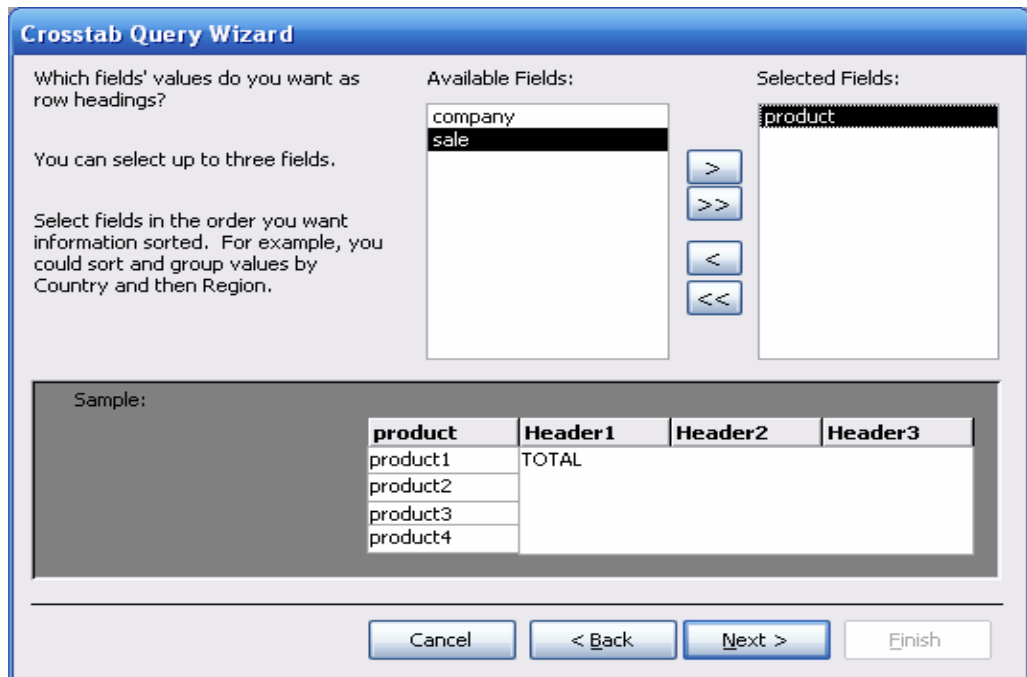 Crosstab Query Wizard
Which fields' values do you want as
row headings?
You can select up to three fields.
Select fields in the order you want
information sorted.  For example, you
could sort and group values by
Country and then Region.
Available Fields:
company
sale
>
>>
<
<<
Selected Fields:
product
Sample:
product Header1 Header2 Header3
product1 TOTAL
product2
product3
product4
Cancel < Back Next > Finish